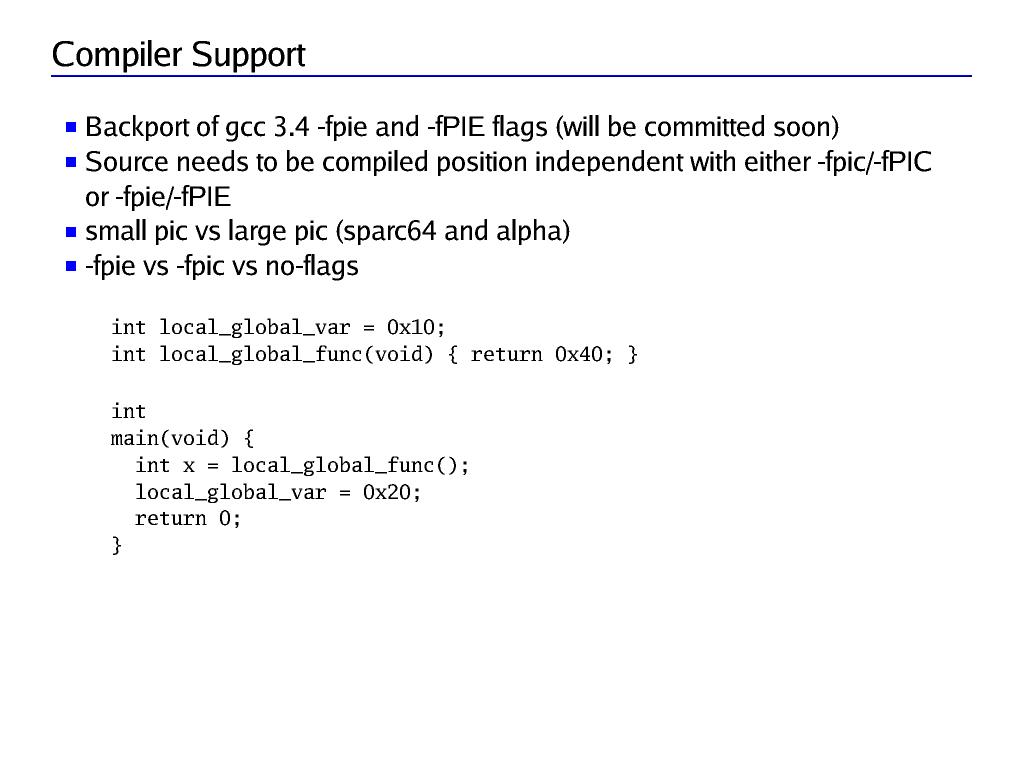 Compiler Support
Backport of gcc 3.4 -fpie and -fPIE flags (will be committed soon)
Source needs to be compiled position independent with either -fpic/-fPIC
or -fpie/-fPIE
small pic vs large pic (sparc64 and alpha)
-fpie vs -fpic vs no-flags
int local_global_var = 0x10;
int local_global_func(void) { return 0x40; }
int
main(void) {
  int x = local_global_func();
  local_global_var = 0x20;
  return 0;
}